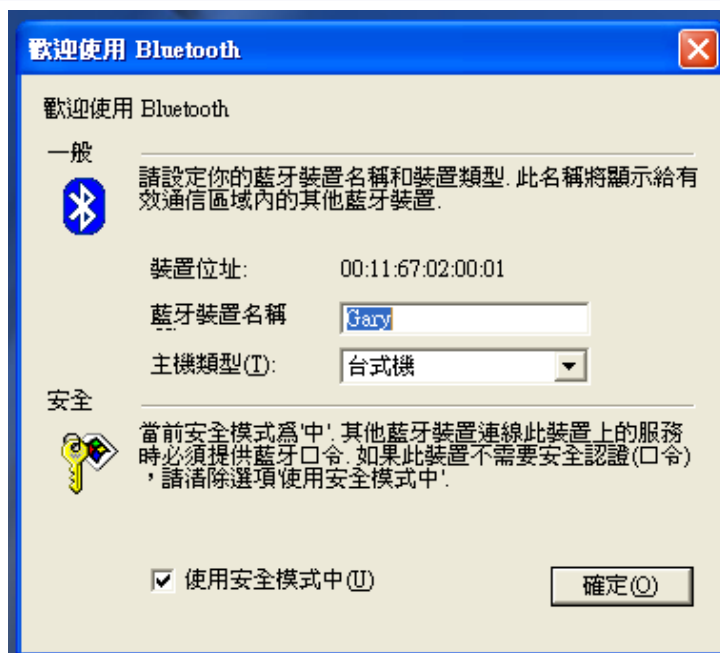 歡迎使用 Bluetooth
歡迎使用 Bluetooth
一般
請設定你的藍牙裝置名稱和裝置類型. 此名稱將顯示給有
效通信區域內的其他藍牙裝置.
裝置位址: 00:11:67:02:00:01
藍牙裝置名稱 Gary
主機類型(T): 台式機
安全
當前安全模式爲'中'. 其他藍牙裝置連線此裝置上的服務
時必須提供藍牙口令. 如果此裝置不需要安全認證(口令)
，請清除選項'使用安全模式中'.
使用安全模式中(U) 確定(O)